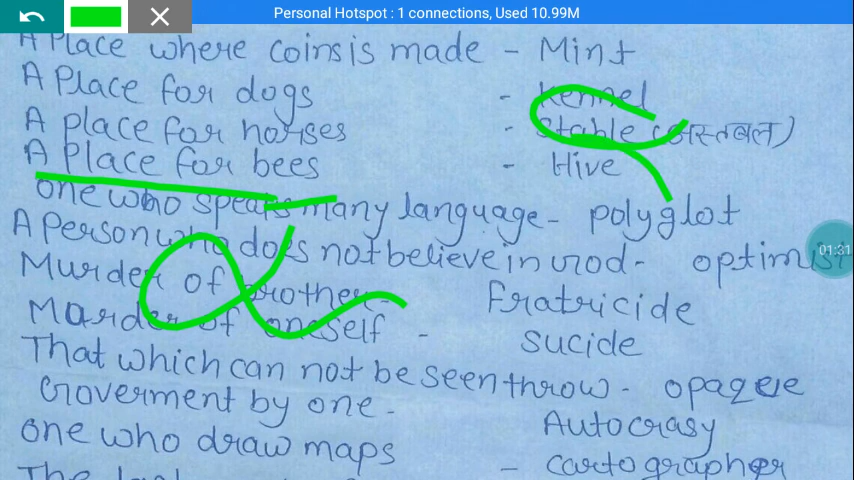 Personal Hotspot : 1 connections, Used 10.99M
A Place where coins is made - Mint
A Place for dogs - Kennel
A place for horses - Stable (अस्तबल)
A Place for bees - Hive
one who speaks many language - polyglot
A Person who does not believe in God - optimist
01:31
Murder of brother - Fratricide
Marder of oneself - Sucide
That which can not be seen throw - opaqeue
Goverment by one - Autocrasy
one who draw maps - cartographer
The